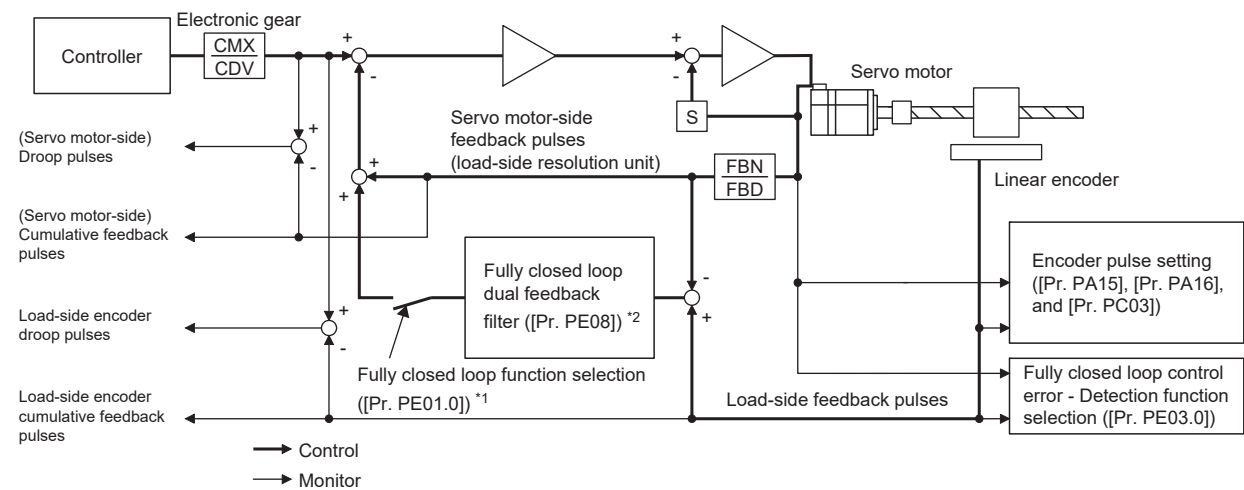 Electronic gear
Controller
CMX
CDV
+
-
+
-
Servo motor
S
(Servo motor-side)
Droop pulses
+
-
Servo motor-side
feedback pulses
(load-side resolution unit)
+
+
FBN
FBD
Linear encoder
(Servo motor-side)
Cumulative feedback
pulses
Fully closed loop
dual feedback
filter ([Pr. PE08]) *2
-
+
Encoder pulse setting
([Pr. PA15], [Pr. PA16],
and [Pr. PC03])
Load-side encoder
droop pulses
+
-
Fully closed loop function selection
([Pr. PE01.0]) *1
Load-side encoder
cumulative feedback
pulses
Load-side feedback pulses
Fully closed loop control
error - Detection function
selection ([Pr. PE03.0])
Control
Monitor